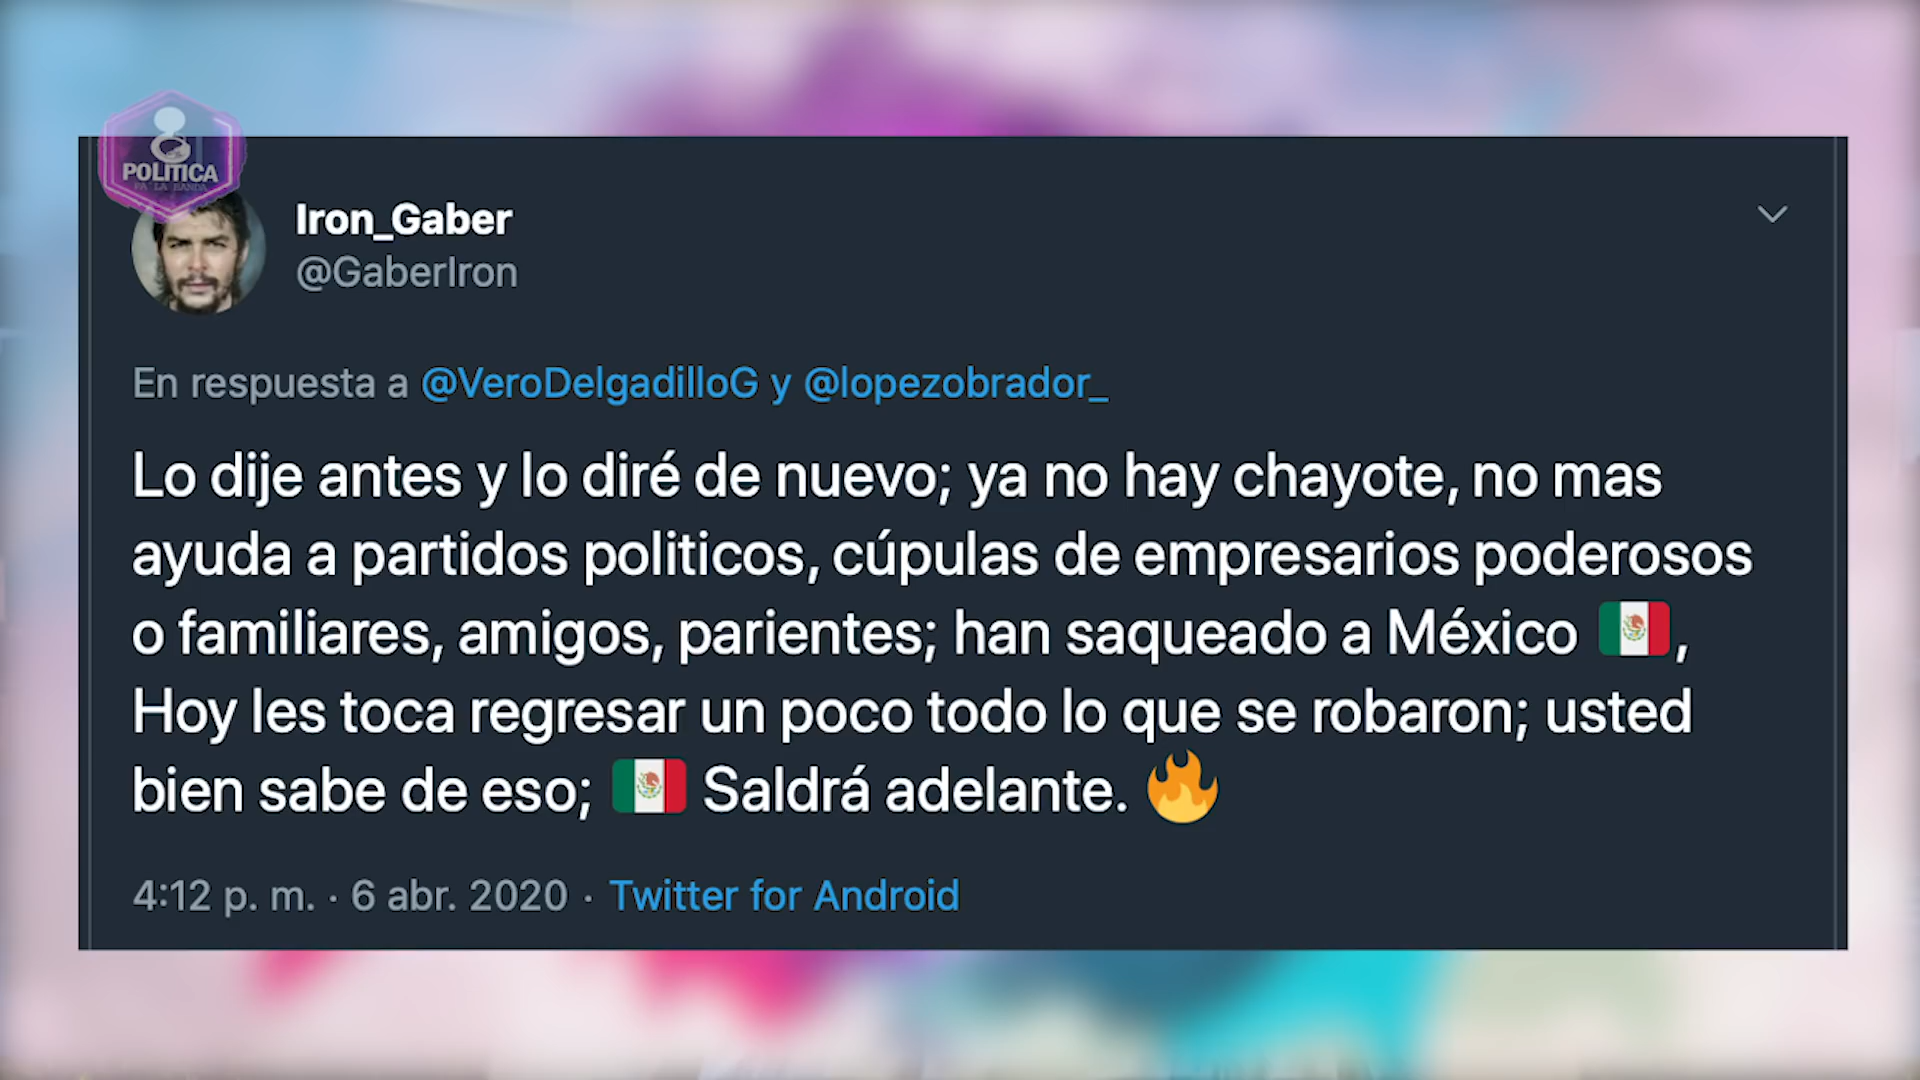 POLITICA
PA' LA BANDA
Iron_Gaber
@GaberIron
En respuesta a @VeroDelgadilloG y @lopezobrador_
Lo dije antes y lo diré de nuevo; ya no hay chayote, no mas
ayuda a partidos politicos, cúpulas de empresarios poderosos
o familiares, amigos, parientes; han saqueado a México 🇲🇽,
Hoy les toca regresar un poco todo lo que se robaron; usted
bien sabe de eso; 🇲🇽 Saldrá adelante. 🔥
4:12 p. m. · 6 abr. 2020 · Twitter for Android